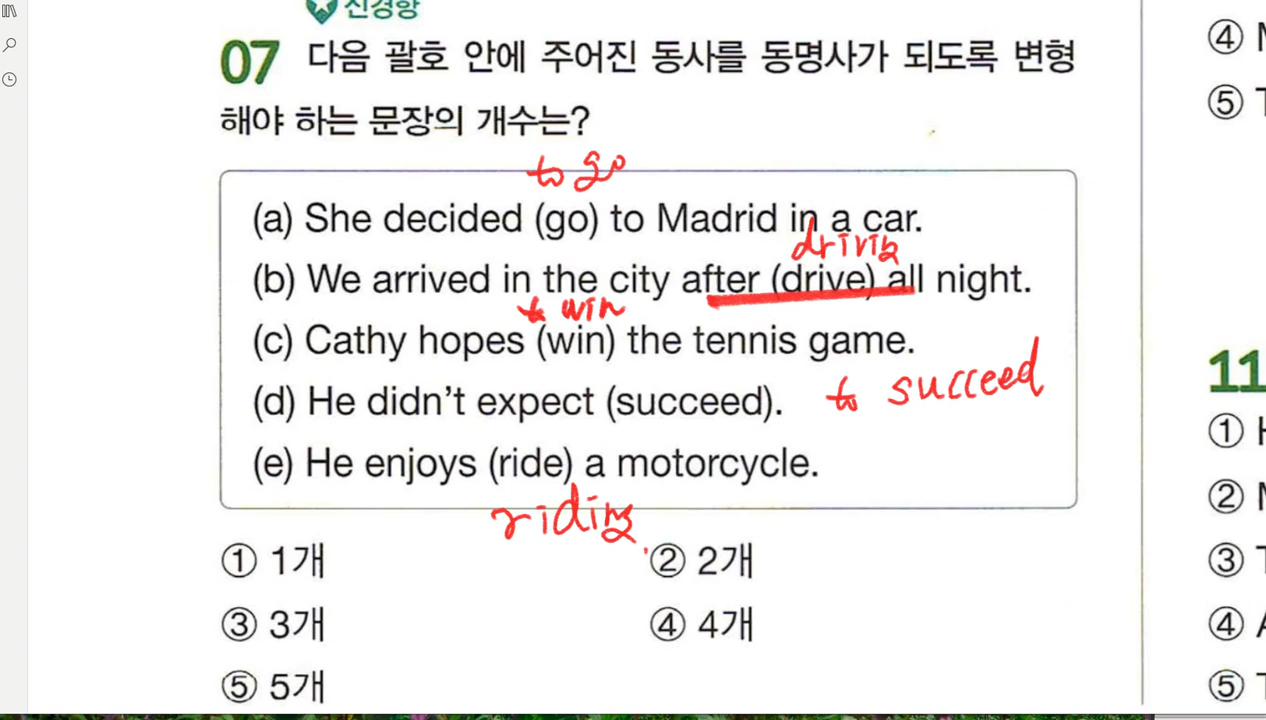 신경향
07 다음 괄호 안에 주어진 동사를 동명사가 되도록 변형
해야 하는 문장의 개수는?
to go
(a) She decided (go) to Madrid in a car.
driving
(b) We arrived in the city after (drive) all night.
to win
(c) Cathy hopes (win) the tennis game.
(d) He didn't expect (succeed). to succeed
(e) He enjoys (ride) a motorcycle.
riding
① 1개 ② 2개
③ 3개 ④ 4개
⑤ 5개
④
⑤
11
①
②
③
④
⑤